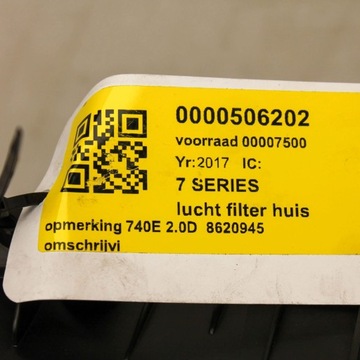 0000506202
voorraad 00007500
Yr:2017 IC:
7 SERIES
lucht filter huis
opmerking 740E 2.0D 8620945
omschrijvi